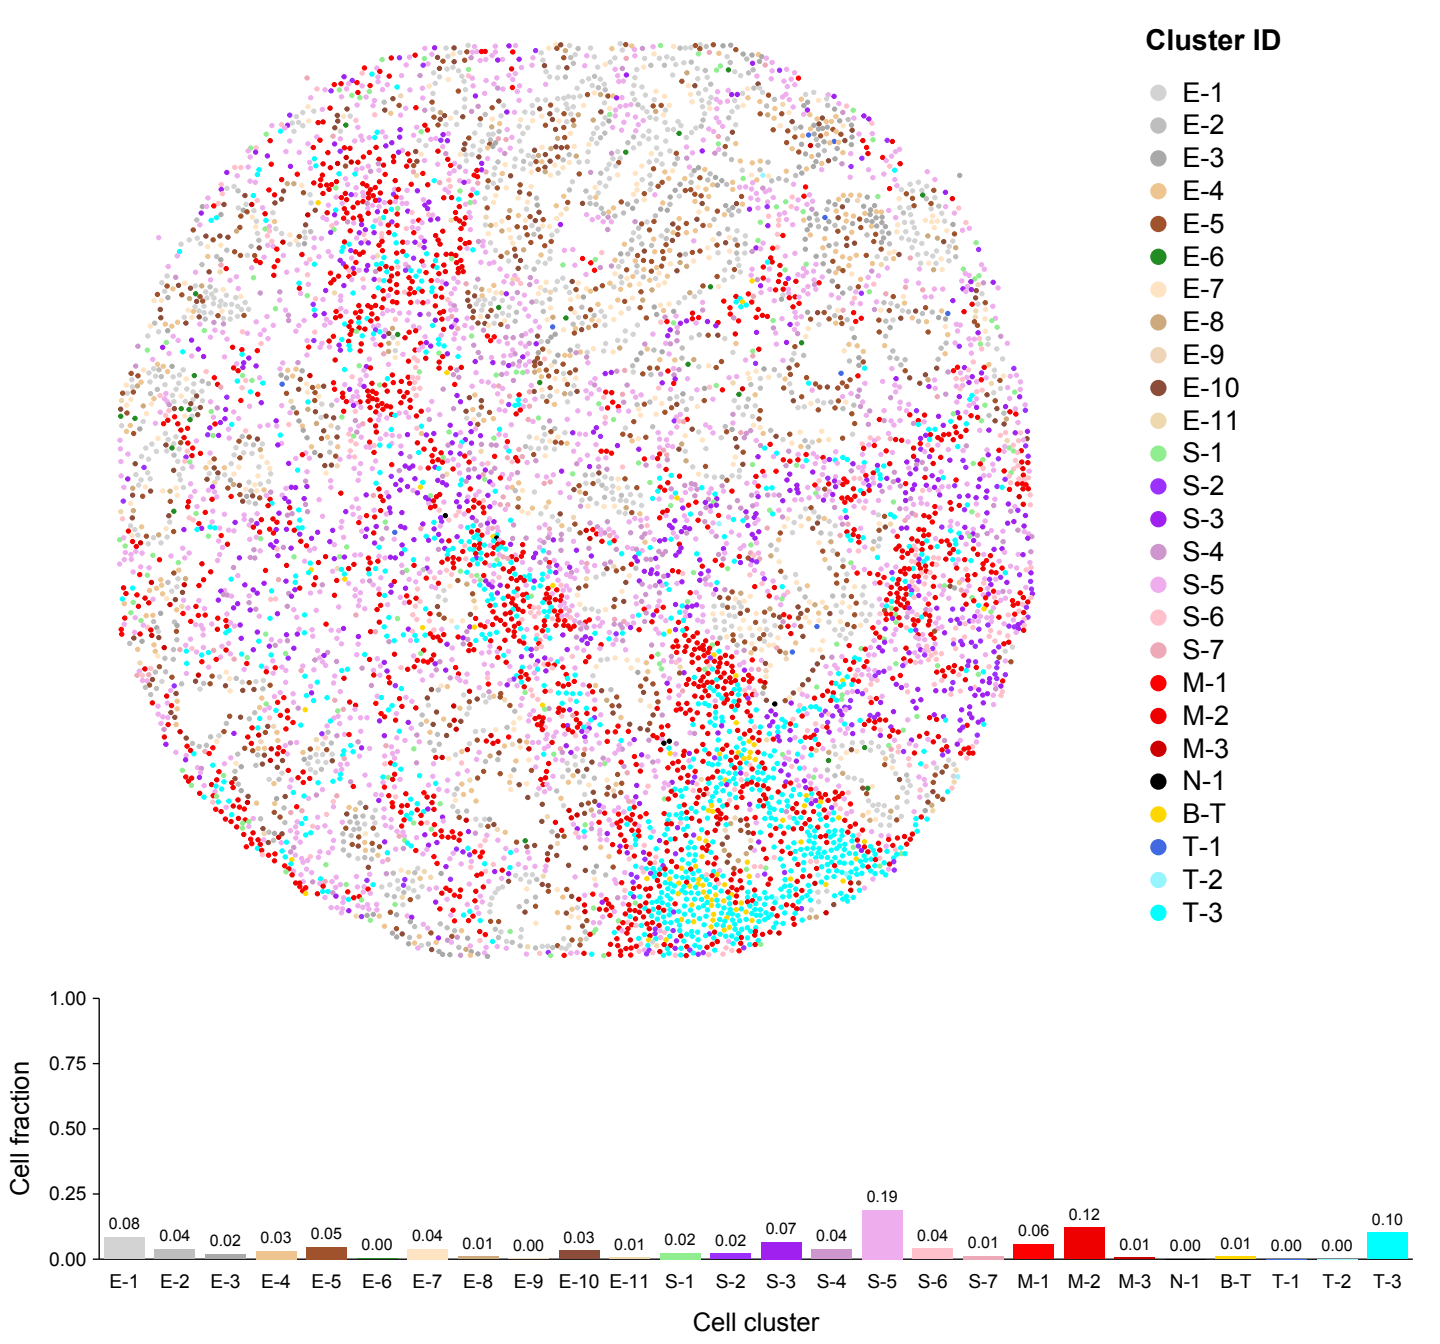 Cluster ID
E-1
E-2
E-3
E-4
E-5
E-6
E-7
E-8
E-9
E-10
E-11
S-1
S-2
S-3
S-4
S-5
S-6
S-7
M-1
M-2
M-3
N-1
B-T
T-1
T-2
T-3
1.00
0.75
0.50
0.25
0.00
Cell fraction
0.08 0.04 0.02 0.03 0.05 0.00 0.04 0.01 0.00 0.03 0.01 0.02 0.02 0.07 0.04 0.19 0.04 0.01 0.06 0.12 0.01 0.00 0.01 0.00 0.00 0.10
E-1 E-2 E-3 E-4 E-5 E-6 E-7 E-8 E-9 E-10 E-11 S-1 S-2 S-3 S-4 S-5 S-6 S-7 M-1 M-2 M-3 N-1 B-T T-1 T-2 T-3
Cell cluster